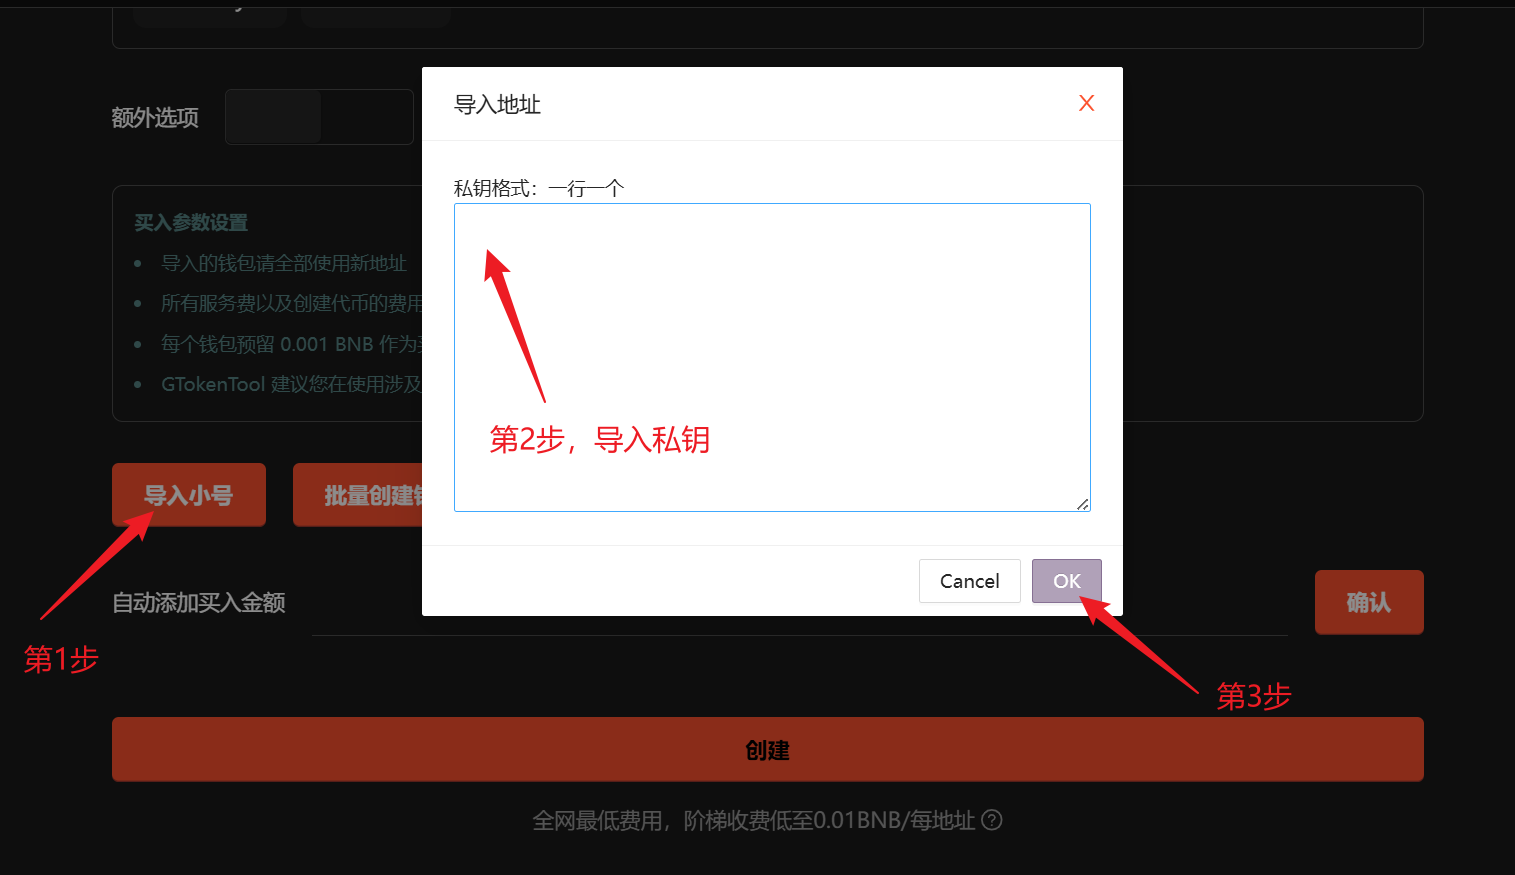 额外选项
导入地址
X
私钥格式：一行一个
买入参数设置
导入的钱包请全部使用新地址
所有服务费以及创建代币的费用
每个钱包预留 0.001 BNB 作为
GTokenTool 建议您在使用涉及
第2步，导入私钥
导入小号
批量创建
Cancel
OK
自动添加买入金额
确认
第1步
第3步
创建
全网最低费用，阶梯收费低至0.01BNB/每地址 ?